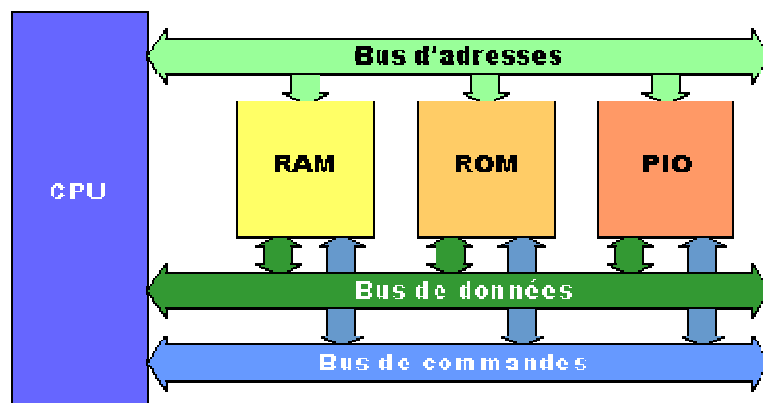 Bus d'adresses
RAM
ROM
PIO
CPU
Bus de données
Bus de commandes